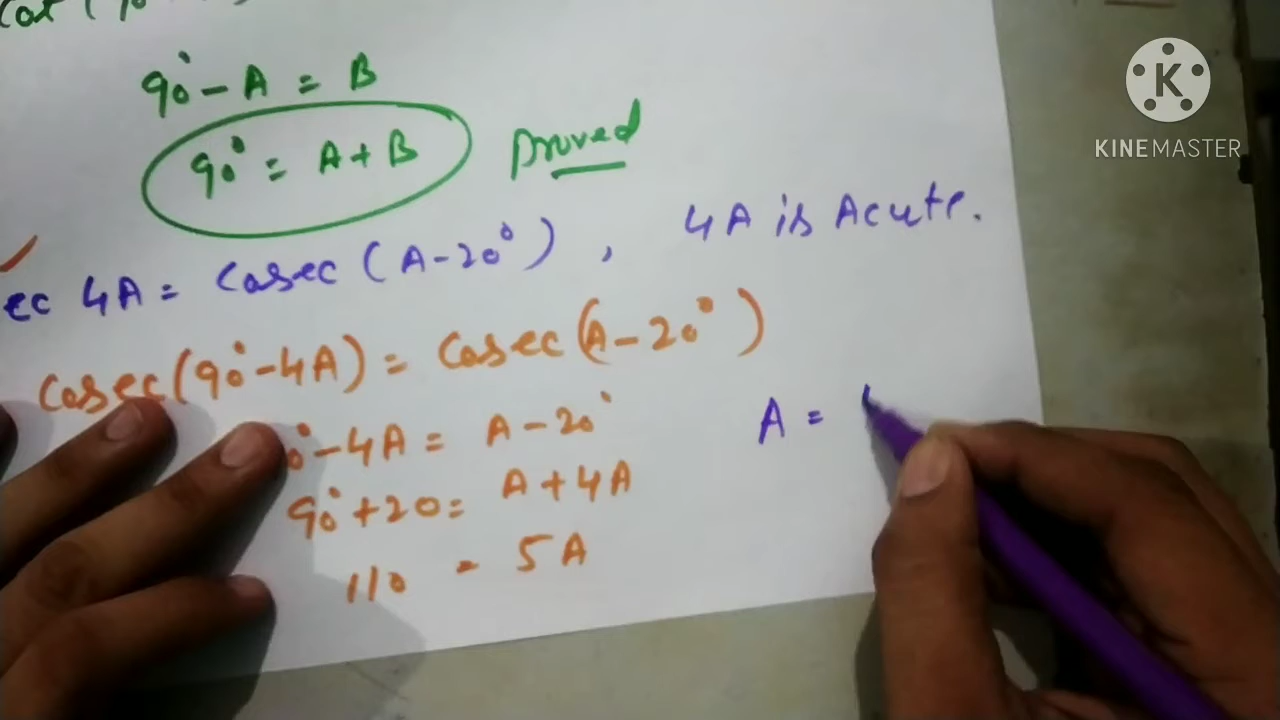 90° - A = B
90° = A + B Proved
ec 4A = Cosec (A - 20°) , 4A is Acute.
Cosec (90° - 4A) = Cosec (A - 20°)
° - 4A = A - 20°
90° + 20 = A + 4A
110 = 5A
A =
K
KINEMASTER